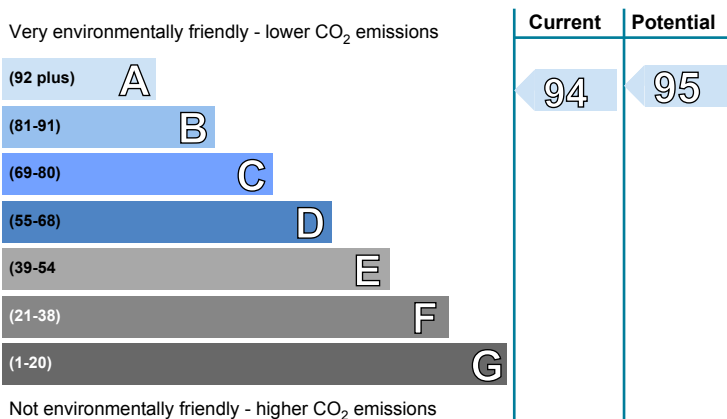 Very environmentally friendly - lower CO2 emissions
Current
Potential
(92 plus) A
94
95
(81-91) B
(69-80) C
(55-68) D
(39-54 E
(21-38) F
(1-20) G
Not environmentally friendly - higher CO2 emissions